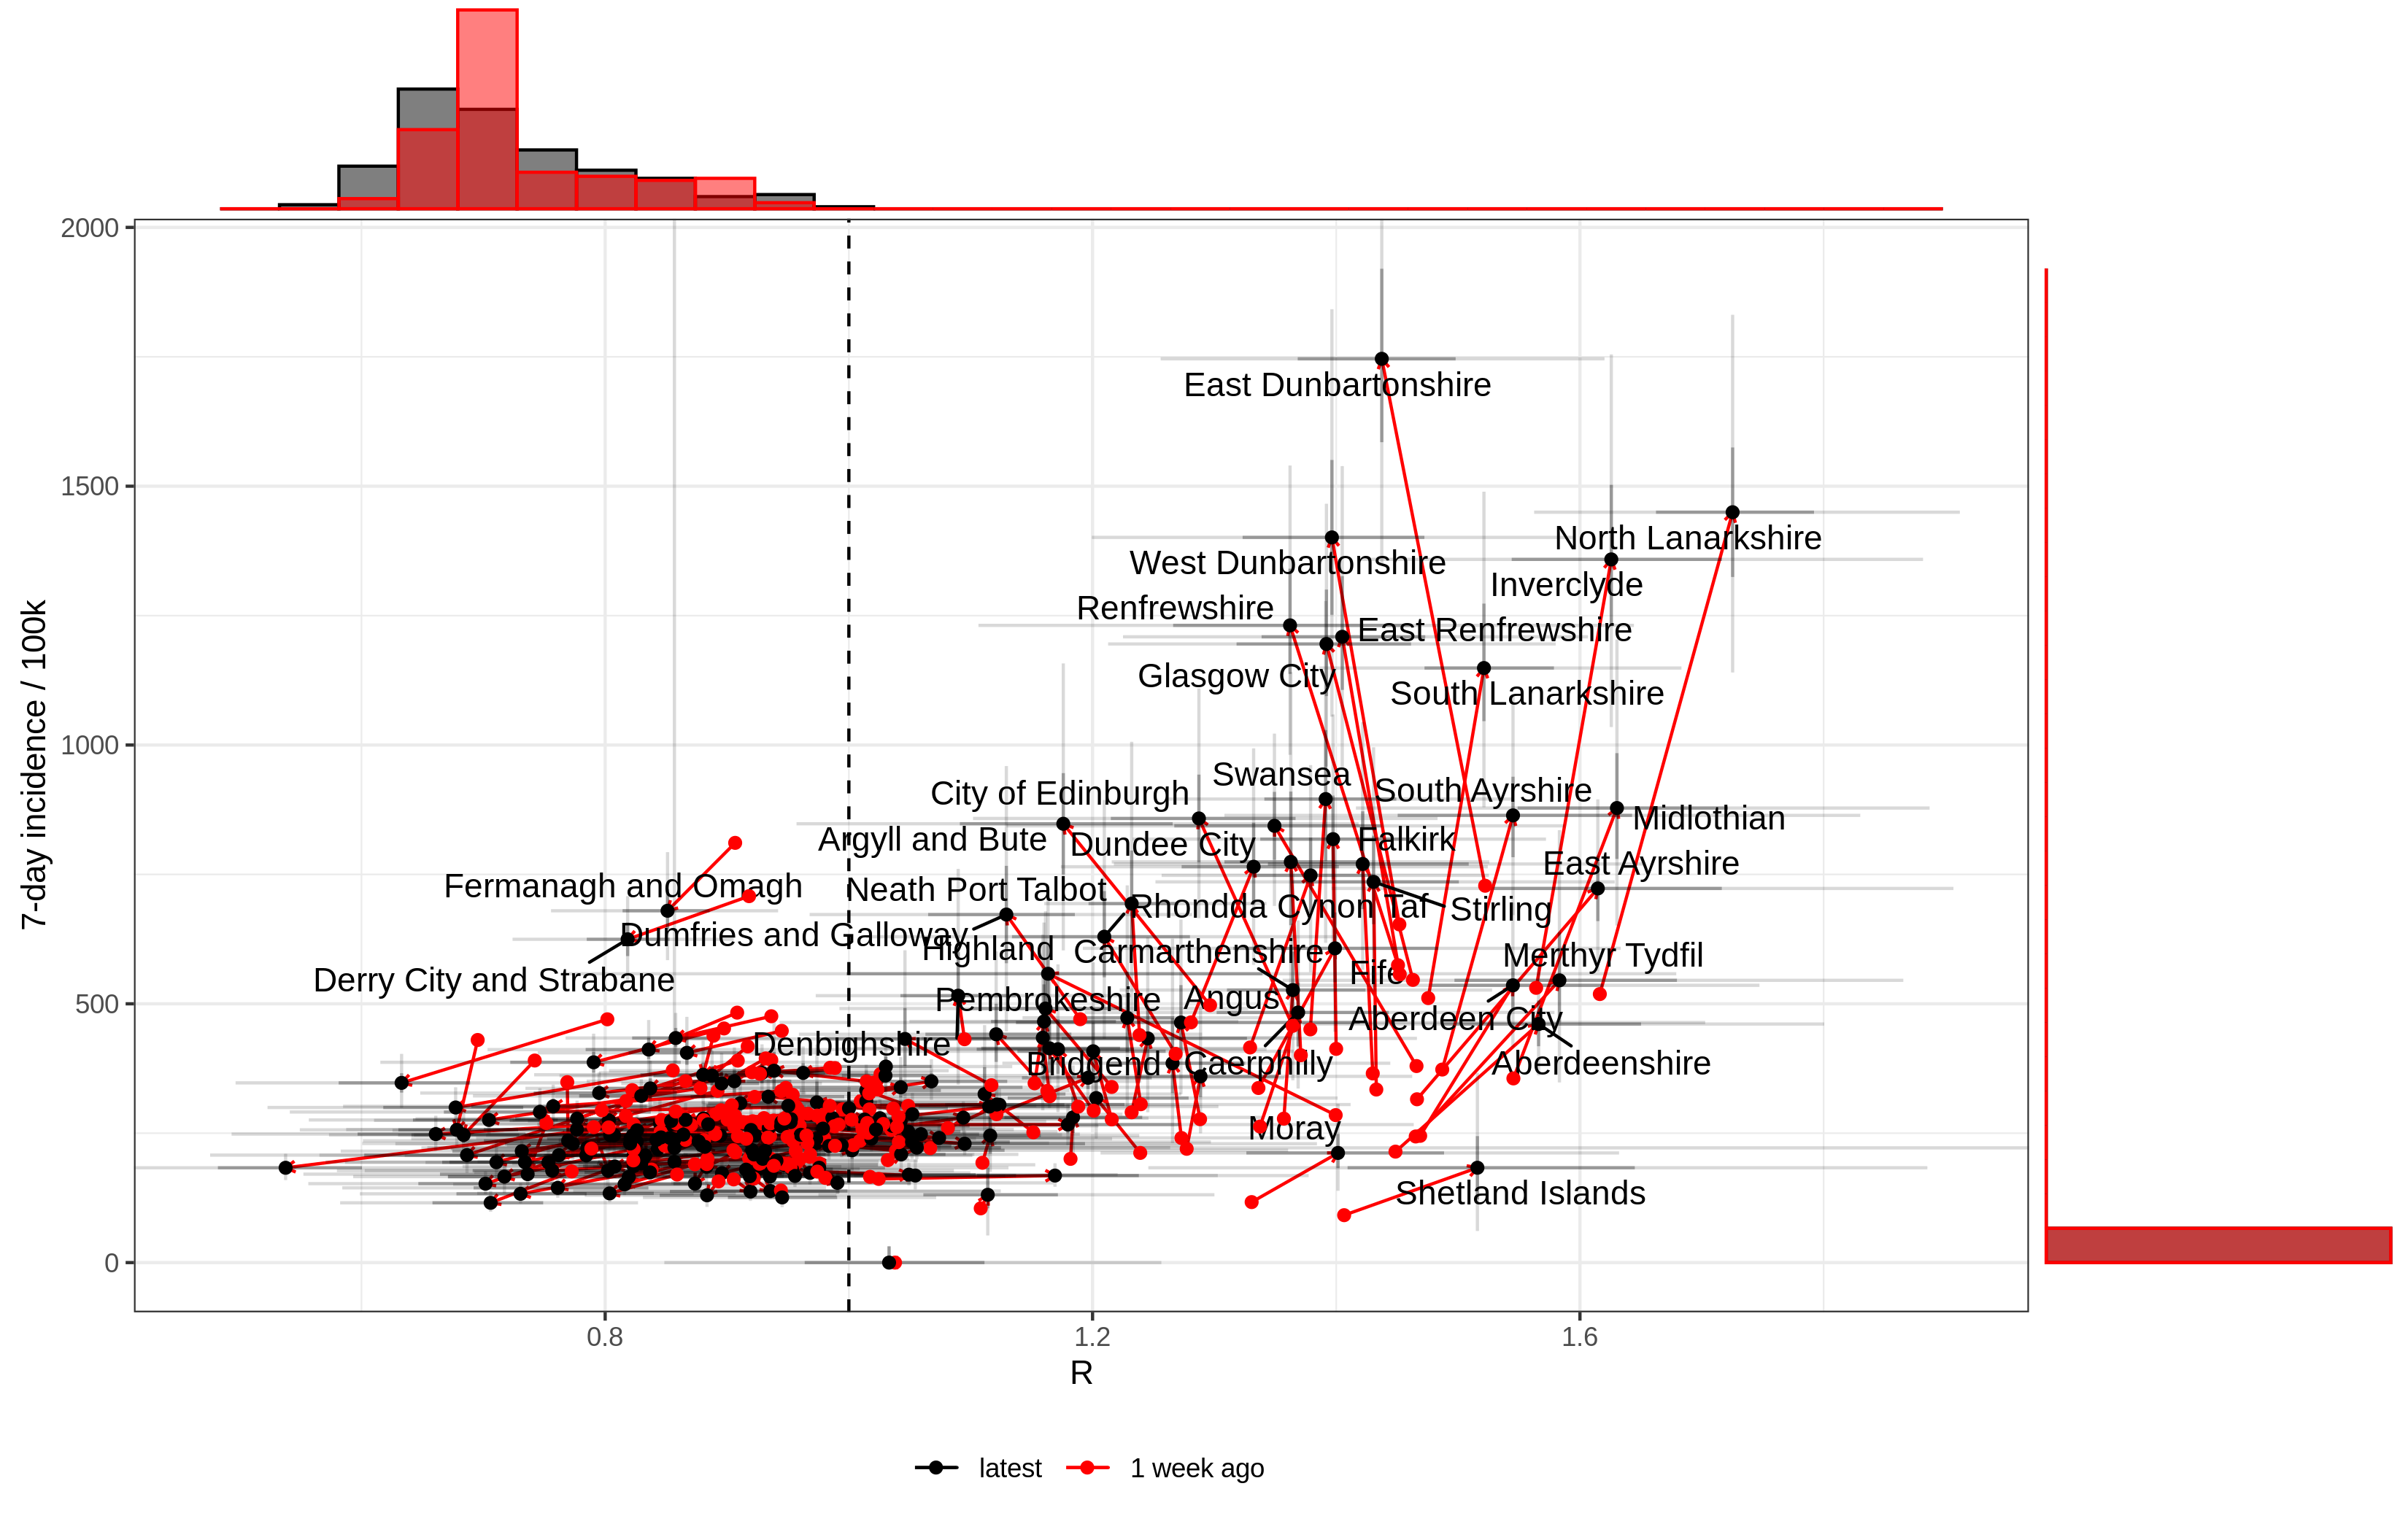 2000
1500
1000
500
0
7-day incidence / 100k
East Dunbartonshire
North Lanarkshire
West Dunbartonshire
Inverclyde
Renfrewshire
East Renfrewshire
Glasgow City
South Lanarkshire
Swansea
City of Edinburgh
South Ayrshire
Midlothian
Argyll and Bute
Dundee City
Falkirk
East Ayrshire
Fermanagh and Omagh
Neath Port Talbot
Rhondda Cynon Taf
Stirling
Dumfries and Galloway
Highland
Carmarthenshire
Merthyr Tydfil
Derry City and Strabane
Fife
Pembrokeshire
Angus
Aberdeen City
Denbighshire
Bridgend
Caerphilly
Aberdeenshire
Moray
Shetland Islands
0.8
1.2
1.6
R
latest
1 week ago